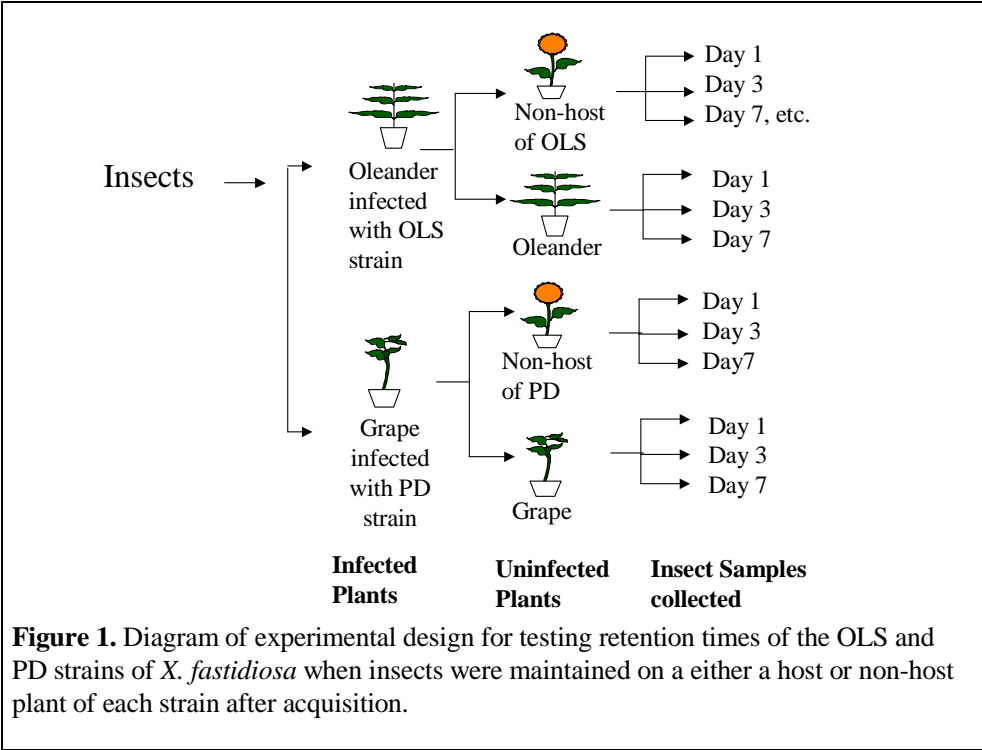 Insects
Oleander
infected
with OLS
strain
Non-host
of OLS
Day 1
Day 3
Day 7, etc.
Oleander
Day 1
Day 3
Day 7
Grape
infected
with PD
strain
Non-host
of PD
Day 1
Day 3
Day7
Grape
Day 1
Day 3
Day 7
Infected
Plants
Uninfected
Plants
Insect Samples
collected
Figure 1. Diagram of experimental design for testing retention times of the OLS and
PD strains of X. fastidiosa when insects were maintained on a either a host or non-host
plant of each strain after acquisition.